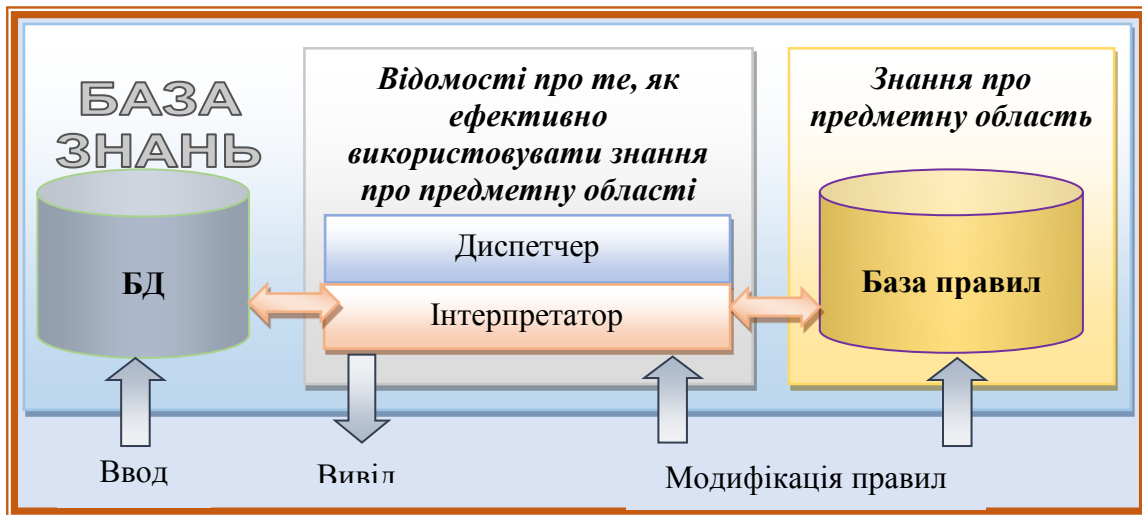 БАЗА
ЗНАНЬ
БД
Відомості про те, як
ефективно
використовувати знання
про предметну області
Диспетчер
Інтерпретатор
Знання про
предметну область
База правил
Ввод
Вивід
Модифікація правил